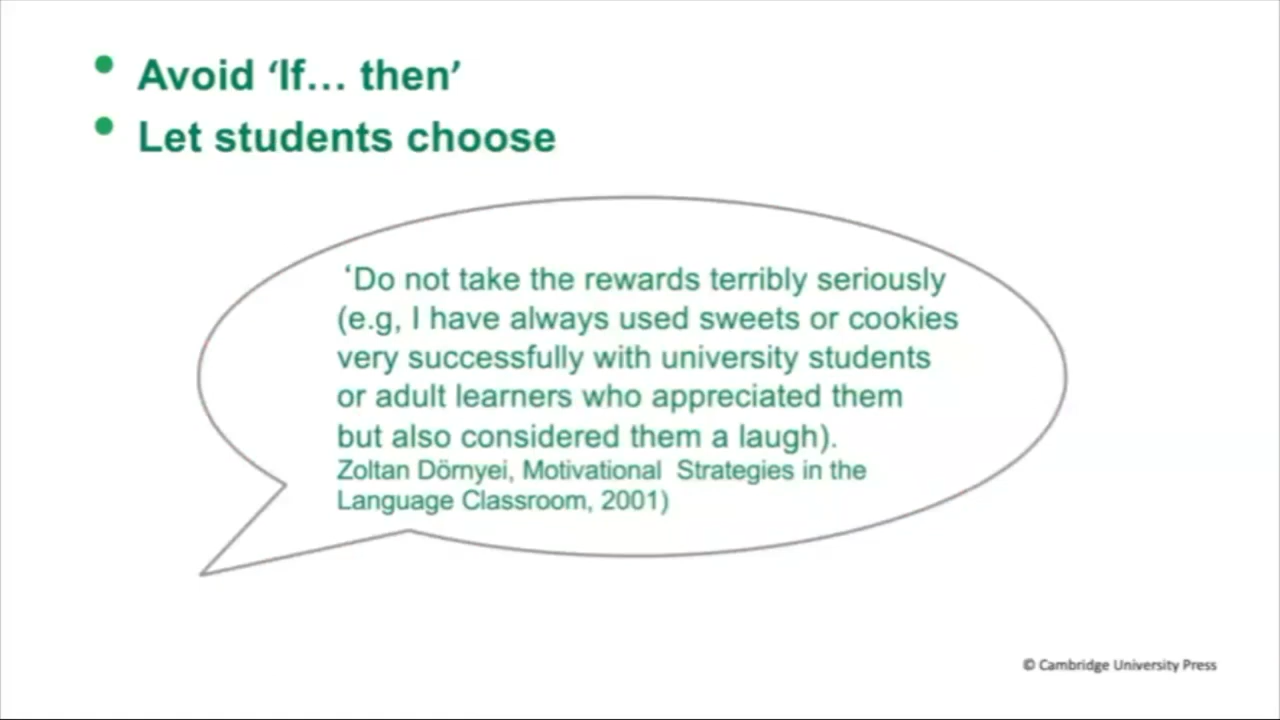 • Avoid ‘If… then’
• Let students choose
‘Do not take the rewards terribly seriously
(e.g, I have always used sweets or cookies
very successfully with university students
or adult learners who appreciated them
but also considered them a laugh).
Zoltan Dörnyei, Motivational Strategies in the
Language Classroom, 2001)
© Cambridge University Press